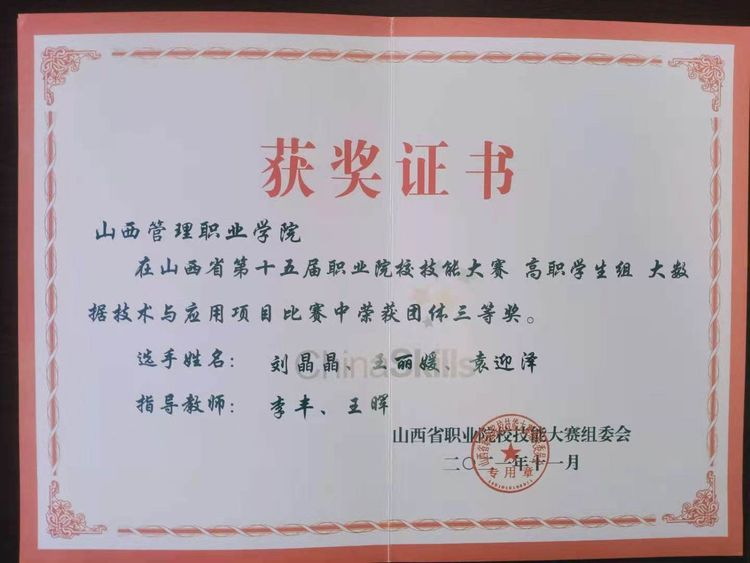 获奖证书
山西管理职业学院
在山西省第十五届职业院校技能大赛 高职学生组 大数
据技术与应用项目比赛中荣获团体三等奖。
ChinaSkills
选手姓名： 刘晶晶、王丽媛、袁迎泽
指导教师： 李丰、王晖
山西省职业院校技能大赛组委会
二〇二一年十一月
专用章